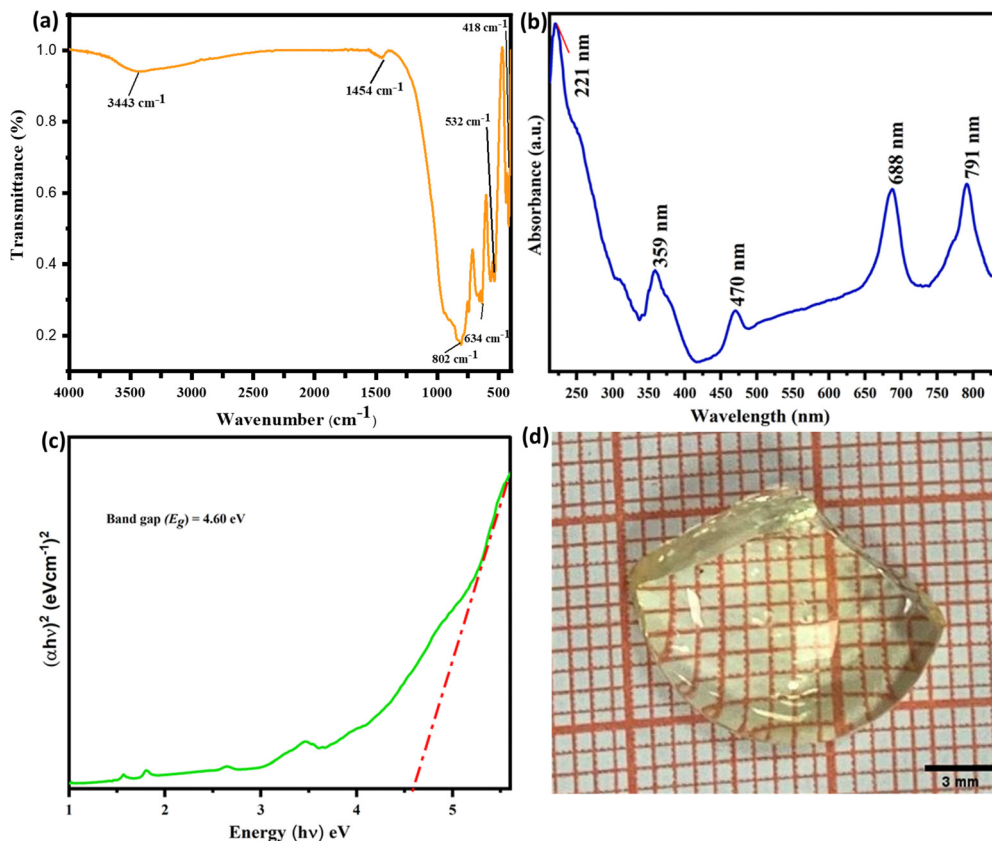 (a)
418 cm⁻¹
1.0
3443 cm⁻¹
1454 cm⁻¹
0.8
532 cm⁻¹
0.6
0.4
0.2
634 cm⁻¹
802 cm⁻¹
Transmittance (%)
4000 3500 3000 2500 2000 1500 1000 500
Wavenumber (cm⁻¹)
(b)
221 nm
359 nm
470 nm
688 nm
791 nm
Absorbance (a.u.)
250 300 350 400 450 500 550 600 650 700 750 800
Wavelength (nm)
(c)
Band gap (Eg) = 4.60 eV
(αhν)² (eVcm⁻¹)²
1 2 3 4 5
Energy (hν) eV
(d)
3 mm